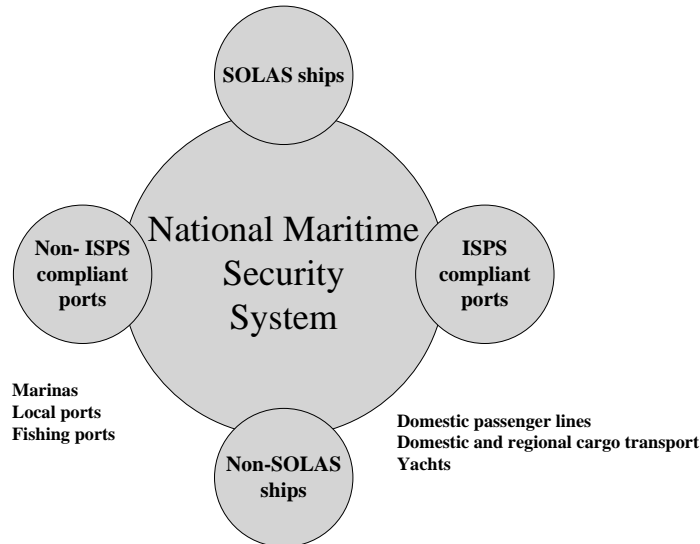 SOLAS ships
National Maritime
Security
System
Non- ISPS
compliant
ports
ISPS
compliant
ports
Marinas
Local ports
Fishing ports
Domestic passenger lines
Domestic and regional cargo transport
Yachts
Non-SOLAS
ships